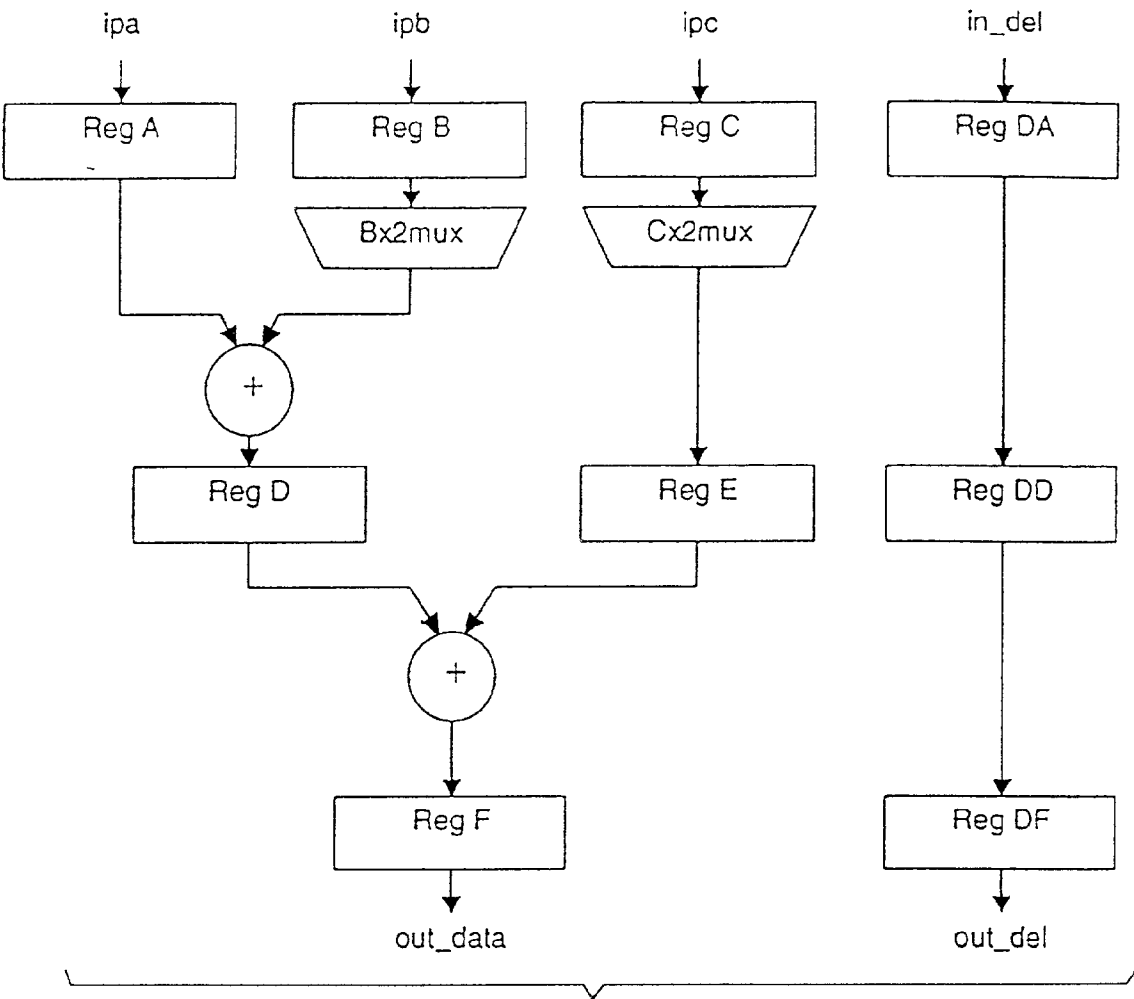 ipa ipb ipc in_del
Reg A Reg B Reg C Reg DA
Bx2mux Cx2mux
+
Reg D Reg E Reg DD
+
Reg F Reg DF
out_data out_del